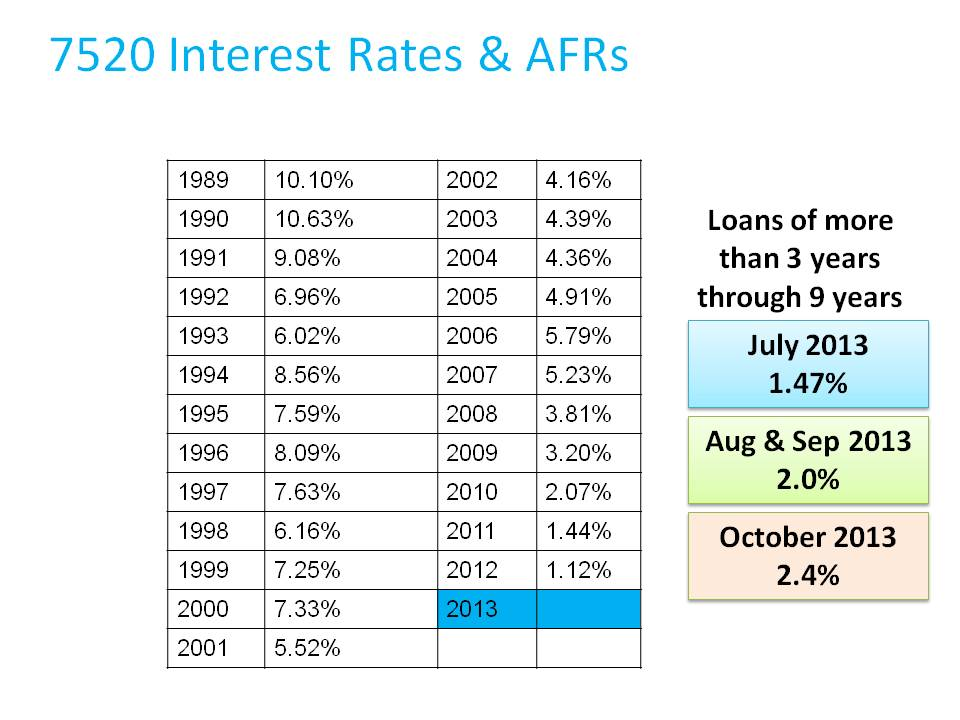 7520 Interest Rates & AFRs
1989 10.10% 2002 4.16%
1990 10.63% 2003 4.39%
1991 9.08% 2004 4.36%
1992 6.96% 2005 4.91%
1993 6.02% 2006 5.79%
1994 8.56% 2007 5.23%
1995 7.59% 2008 3.81%
1996 8.09% 2009 3.20%
1997 7.63% 2010 2.07%
1998 6.16% 2011 1.44%
1999 7.25% 2012 1.12%
2000 7.33% 2013
2001 5.52%
Loans of more
than 3 years
through 9 years
July 2013
1.47%
Aug & Sep 2013
2.0%
October 2013
2.4%